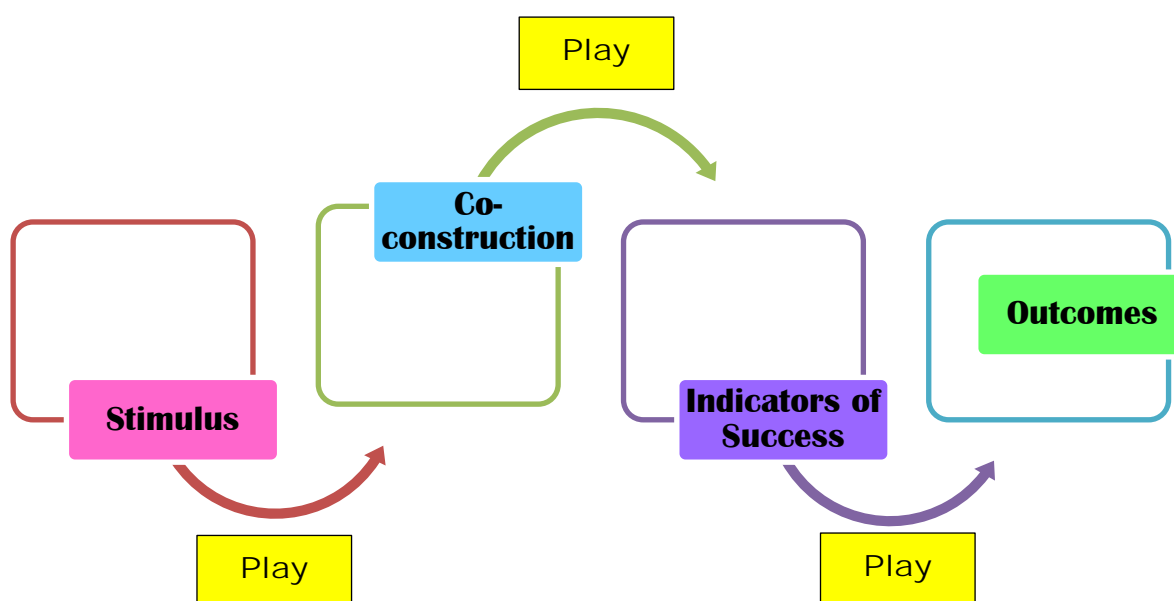 Play
Co-
construction
Stimulus
Indicators of
Success
Outcomes
Play
Play